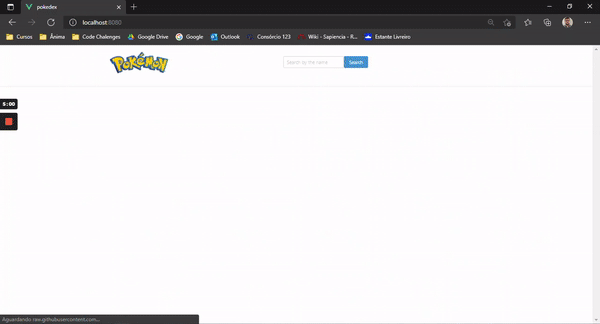 pokedex
localhost:8080
Cursos Ânima Code Chalenges Google Drive Google Outlook Consórcio 123 Wiki - Sapiencia - R... Estante Livreiro
POKéMON
Search by the name Search
5:00
Aguardando raw.githubusercontent.com...